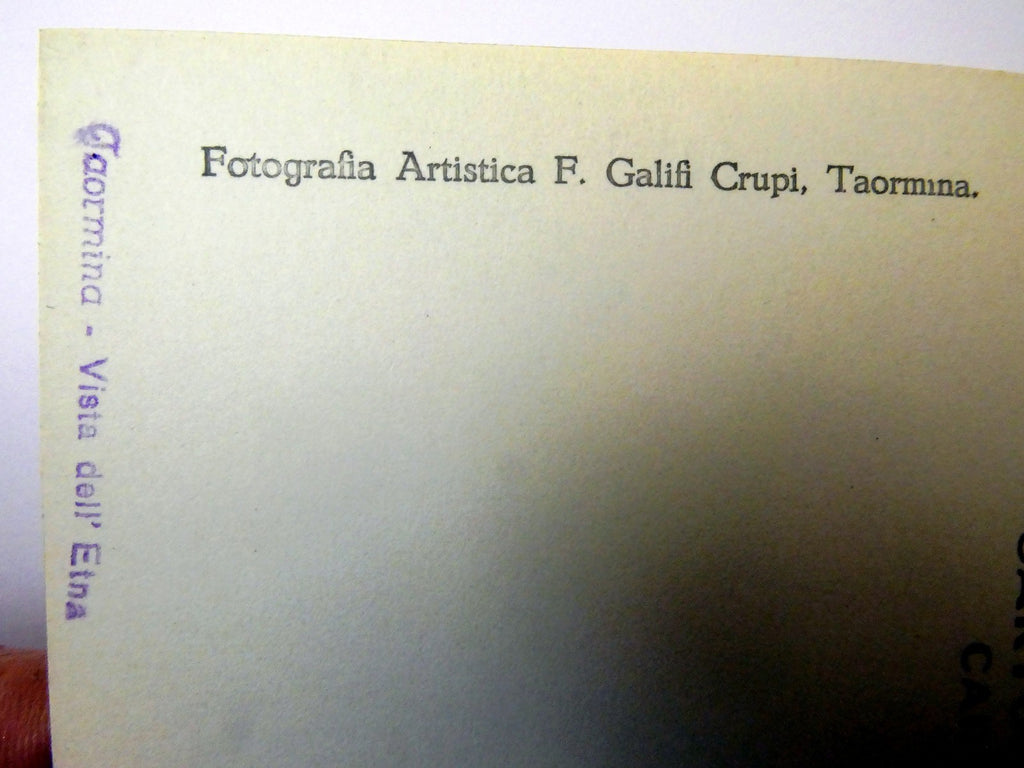 Fotografia Artistica F. Galifi Crupi, Taormina.
Taormina - Vista dell' Etna